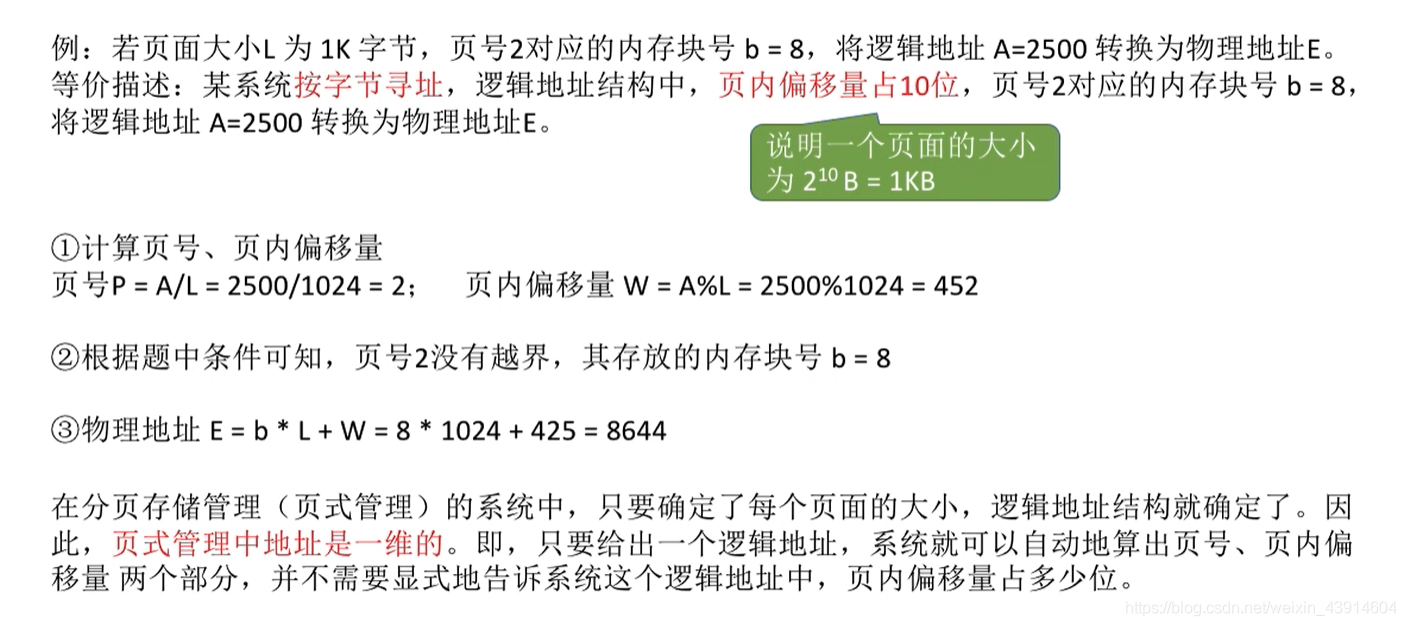 例：若页面大小L 为 1K 字节，页号2对应的内存块号 b = 8，将逻辑地址 A=2500 转换为物理地址E。
等价描述：某系统按字节寻址，逻辑地址结构中，页内偏移量占10位，页号2对应的内存块号 b = 8，
将逻辑地址 A=2500 转换为物理地址E。
说明一个页面的大小
为 2¹⁰ B = 1KB
①计算页号、页内偏移量
页号P = A/L = 2500/1024 = 2； 页内偏移量 W = A%L = 2500%1024 = 452
②根据题中条件可知，页号2没有越界，其存放的内存块号 b = 8
③物理地址 E = b * L + W = 8 * 1024 + 425 = 8644
在分页存储管理（页式管理）的系统中，只要确定了每个页面的大小，逻辑地址结构就确定了。因
此，页式管理中地址是一维的。即，只要给出一个逻辑地址，系统就可以自动地算出页号、页内偏
移量 两个部分，并不需要显式地告诉系统这个逻辑地址中，页内偏移量占多少位。
https://blog.csdn.net/weixin_43914604